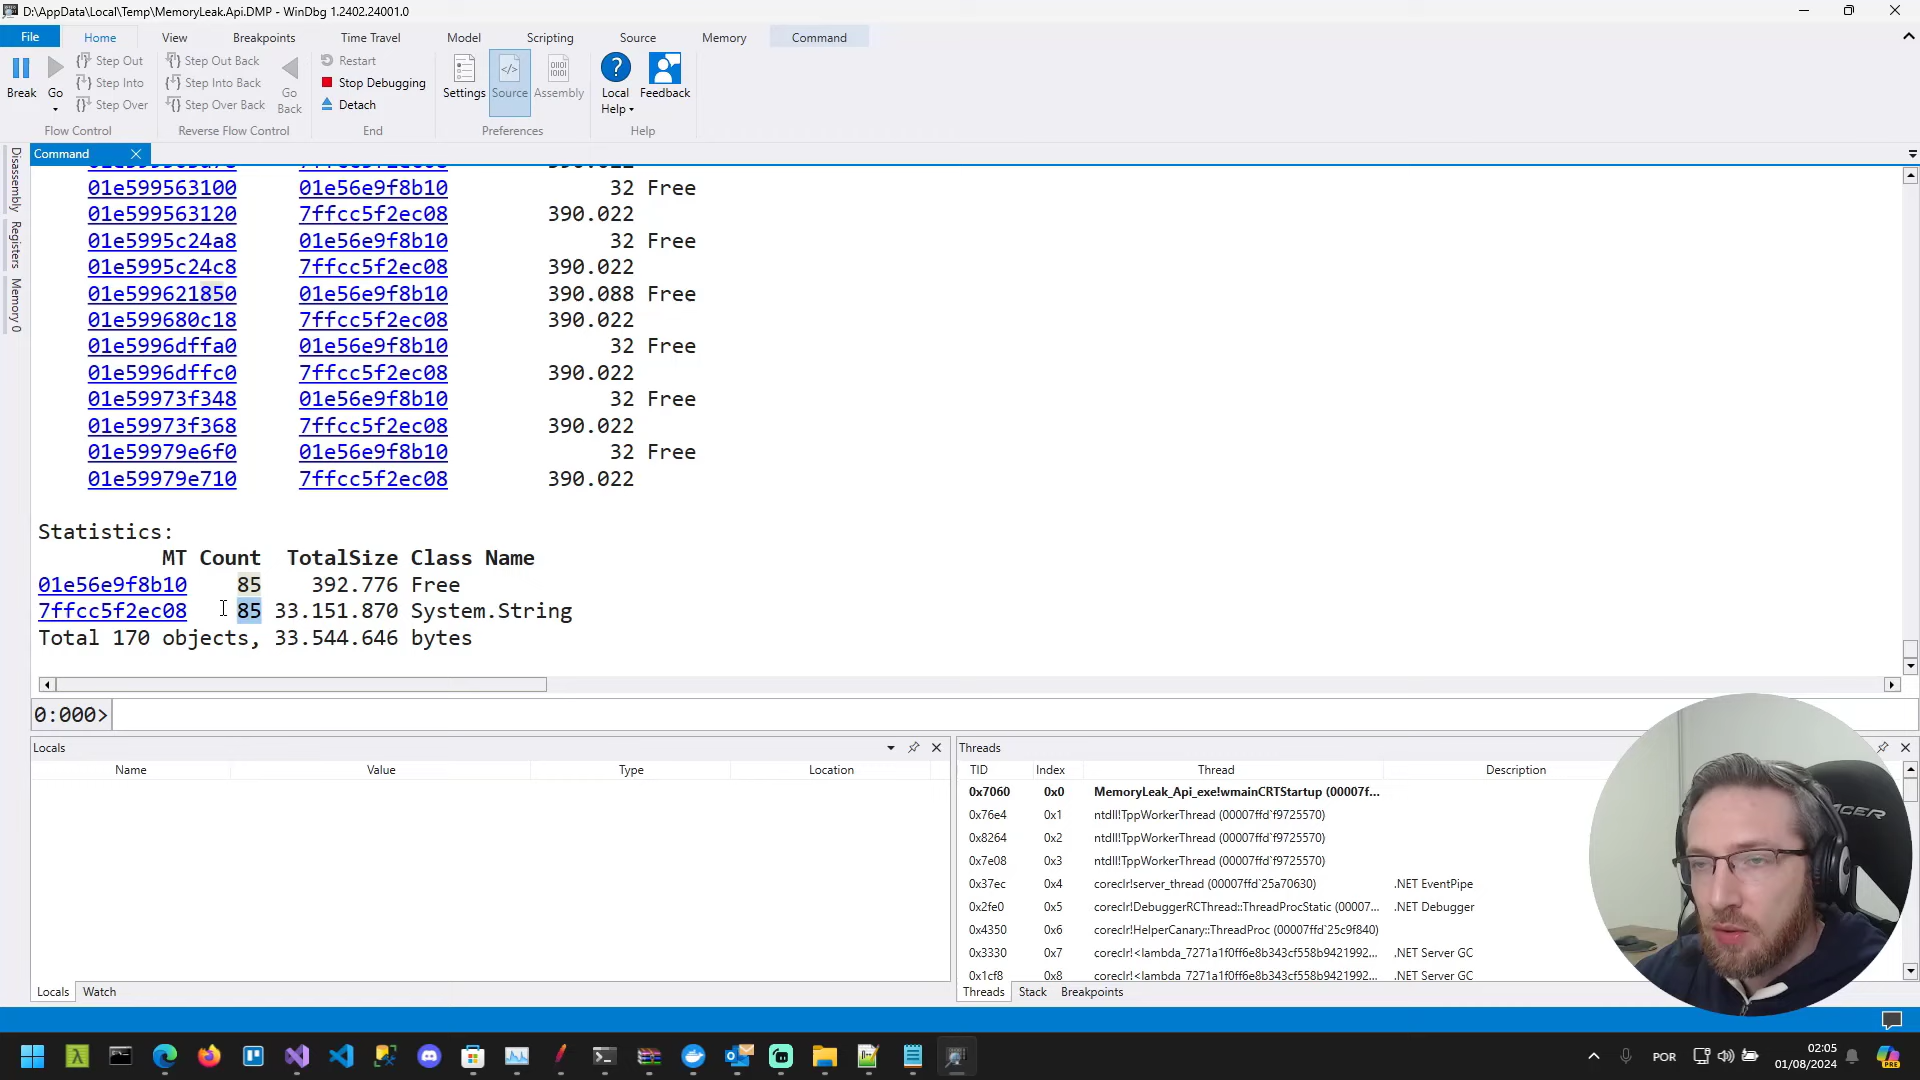 D:\AppData\Local\Temp\MemoryLeak.Api.DMP - WinDbg 1.2402.24001.0
File Home View Breakpoints Time Travel Model Scripting Source Memory Command
Break
Go
Step Out
Step Into
Step Over
Flow Control
Step Out Back
Step Into Back
Step Over Back
Go Back
Reverse Flow Control
Restart
Stop Debugging
Detach
End
Settings
Source
Assembly
Preferences
Local Help
Feedback
Help
Command
Disassembly
Registers
Memory 0
01e599563100 01e56e9f8b10 32 Free
01e599563120 7ffcc5f2ec08 390.022
01e5995c24a8 01e56e9f8b10 32 Free
01e5995c24c8 7ffcc5f2ec08 390.022
01e599621850 01e56e9f8b10 390.088 Free
01e599680c18 7ffcc5f2ec08 390.022
01e5996dffa0 01e56e9f8b10 32 Free
01e5996dffc0 7ffcc5f2ec08 390.022
01e59973f348 01e56e9f8b10 32 Free
01e59973f368 7ffcc5f2ec08 390.022
01e59979e6f0 01e56e9f8b10 32 Free
01e59979e710 7ffcc5f2ec08 390.022
Statistics:
MT Count TotalSize Class Name
01e56e9f8b10 85 392.776 Free
7ffcc5f2ec08 85 33.151.870 System.String
Total 170 objects, 33.544.646 bytes
0:000>
Locals
Name Value Type Location
Locals Watch
Threads
TID Index Thread Description
0x7060 0x0 MemoryLeak_Api_exe!wmainCRTStartup (00007f...
0x76e4 0x1 ntdll!TppWorkerThread (00007ffd`f9725570)
0x8264 0x2 ntdll!TppWorkerThread (00007ffd`f9725570)
0x7e08 0x3 ntdll!TppWorkerThread (00007ffd`f9725570)
0x37ec 0x4 coreclr!server_thread (00007ffd`25a70630) .NET EventPipe
0x2fe0 0x5 coreclr!DebuggerRCThread::ThreadProcStatic (00007... .NET Debugger
0x4350 0x6 coreclr!HelperCanary::ThreadProc (00007ffd`25c9f840)
0x3330 0x7 coreclr!<lambda_7271a1f0ff6e8b343cf558b9421992... .NET Server GC
0x1cf8 0x8 coreclr!<lambda_7271a1f0ff6e8b343cf558b9421992... .NET Server GC
Threads Stack Breakpoints
POR
02:05
01/08/2024